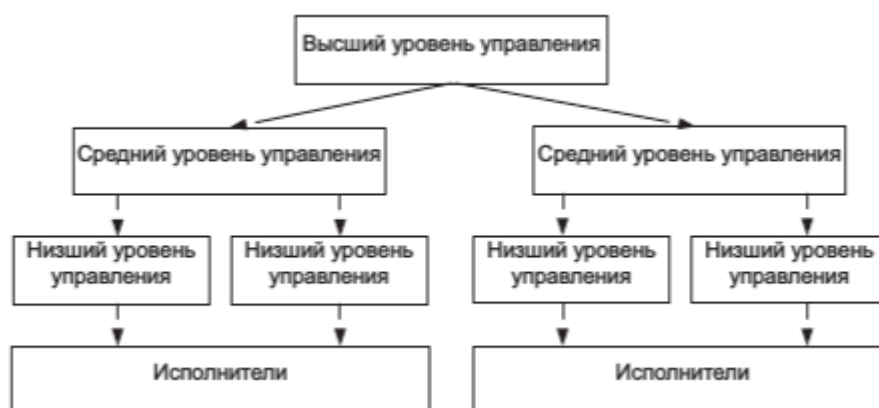 Высший уровень управления
Средний уровень управления
Средний уровень управления
Низший уровень
управления
Низший уровень
управления
Низший уровень
управления
Низший уровень
управления
Исполнители
Исполнители